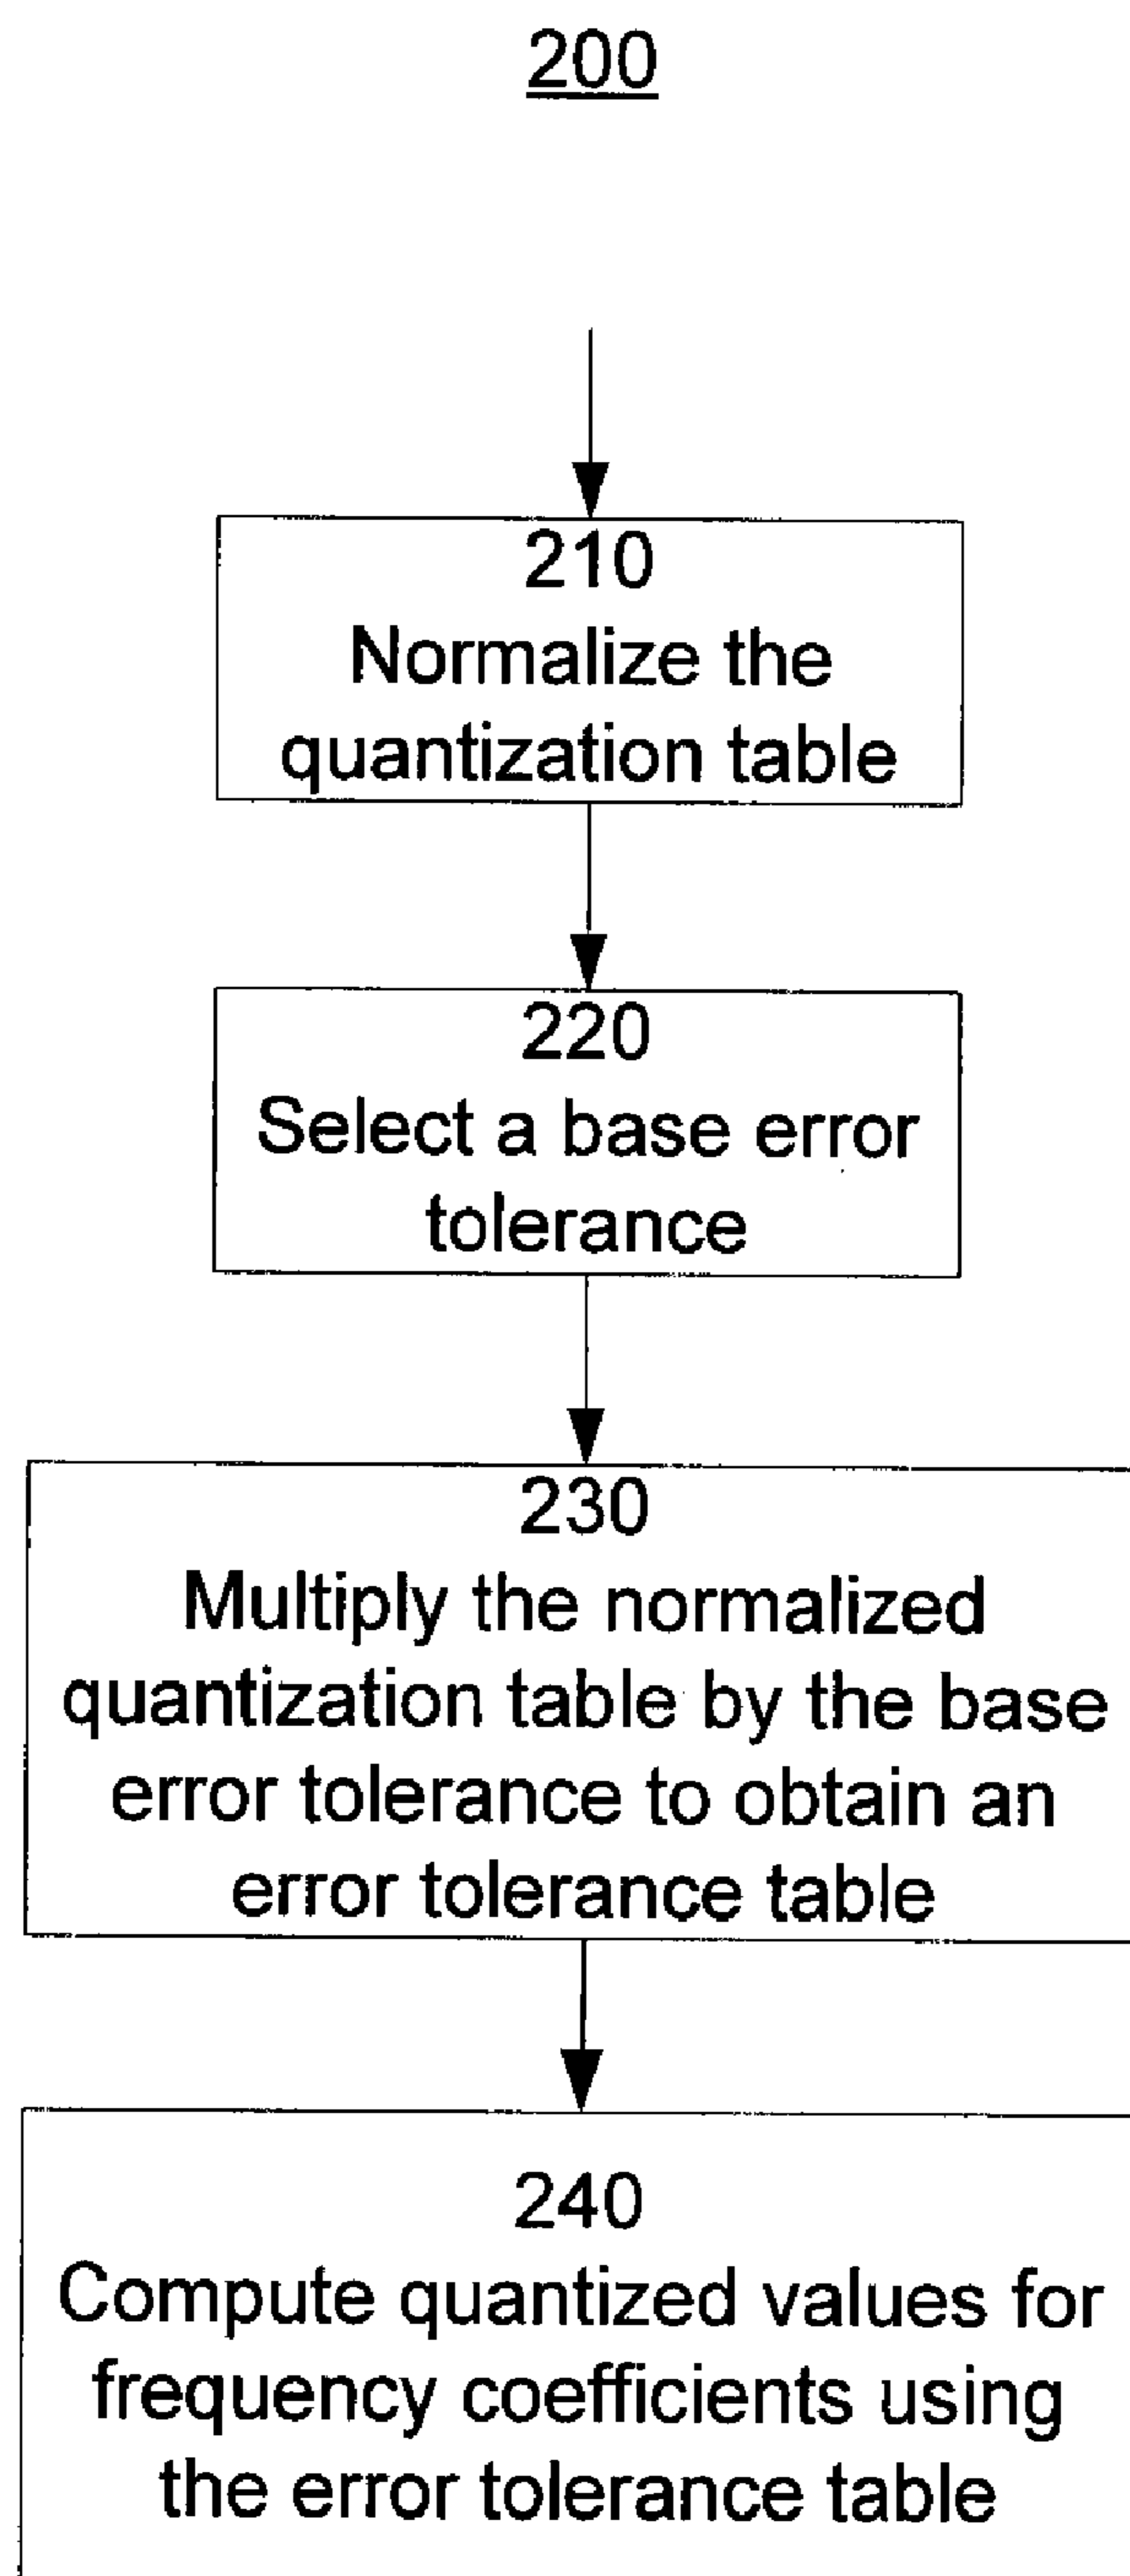 200
210
Normalize the
quantization table
220
Select a base error
tolerance
230
Multiply the normalized
quantization table by the base
error tolerance to obtain an
error tolerance table
240
Compute quantized values for
frequency coefficients using
the error tolerance table